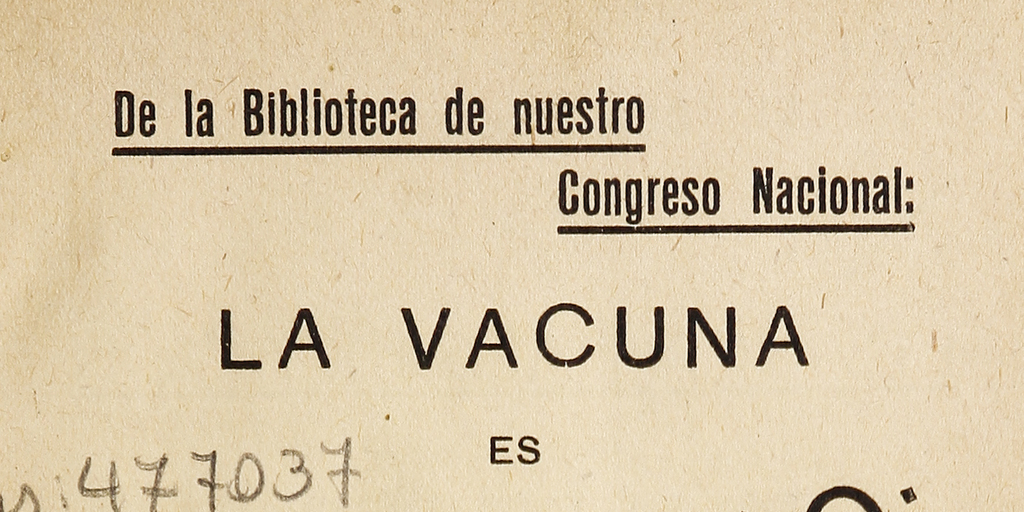 De la Biblioteca de nuestro
Congreso Nacional:
LA VACUNA
ES
477037